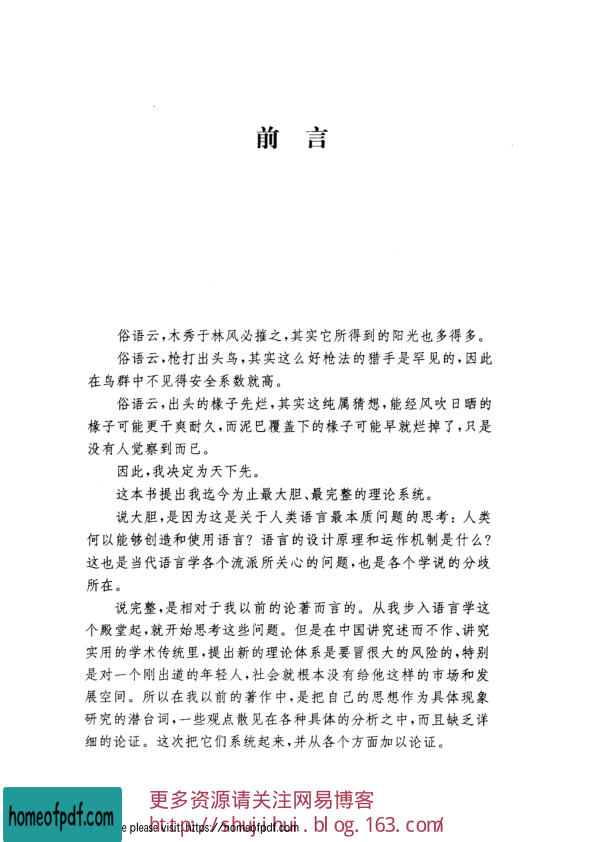 前 言
俗语云,木秀于林风必摧之,其实它所得到的阳光也多得多。
俗语云,枪打出头鸟,其实这么好枪法的猎手是罕见的,因此
在鸟群中不见得安全系数就高。
俗语云,出头的椽子先烂,其实这纯属猜想,能经风吹日晒的
椽子可能更干爽耐久,而泥巴覆盖下的椽子可能早就烂掉了,只是
没有人觉察到而已。
因此,我决定为天下先。
这本书提出我迄今为止最大胆、最完整的理论系统。
说大胆,是因为这是关于人类语言最本质问题的思考：人类
何以能够创造和使用语言？语言的设计原理和运作机制是什么？
这也是当代语言学各个流派所关心的问题,也是各个学说的分歧
所在。
说完整,是相对于我以前的论著而言的。从我步入语言学这
个殿堂起,就开始思考这些问题。但是在中国讲究述而不作、讲究
实用的学术传统里,提出新的理论体系是要冒很大的风险的,特别
是对一个刚出道的年轻人,社会就根本没有给他这样的市场和发
展空间。所以在我以前的著作中,是把自己的思想作为具体现象
研究的潜台词,一些观点散见在各种具体的分析之中,而且缺乏详
细的论证。这次把它们系统起来,并从各个方面加以论证。
更多资源请关注网易博客
http://shujihui.blog.163.com/
homeofpdf.com
e please visit: https://homeofpdf.com